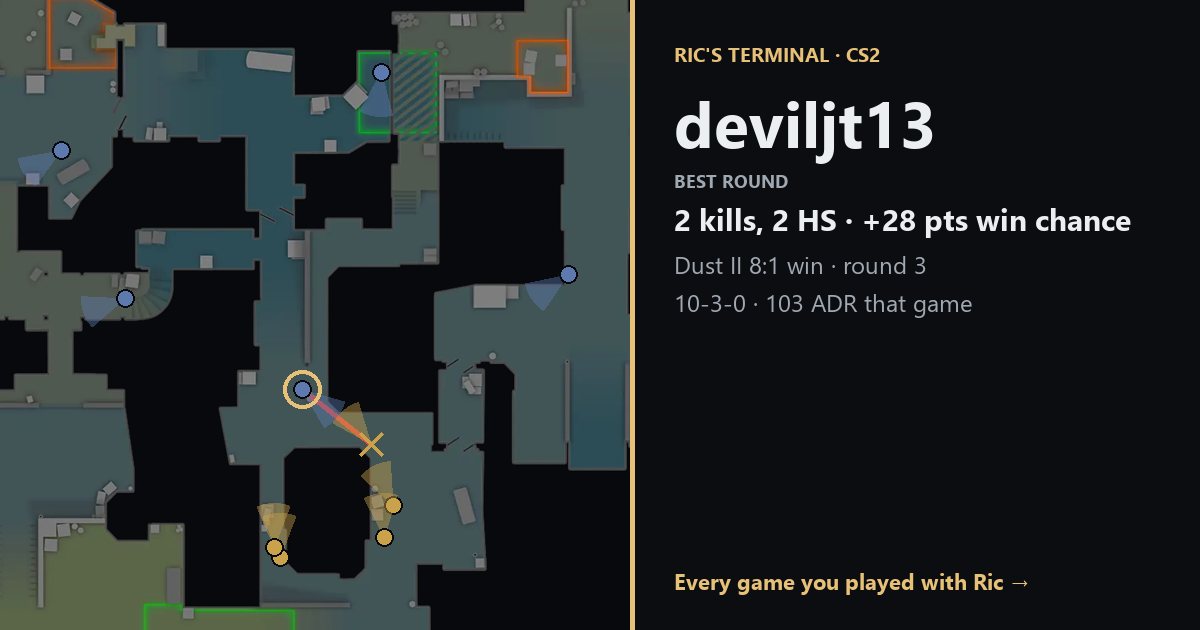 RIC'S TERMINAL · CS2
deviljt13
BEST ROUND
2 kills, 2 HS · +28 pts win chance
Dust II 8:1 win · round 3
10-3-0 · 103 ADR that game
Every game you played with Ric →